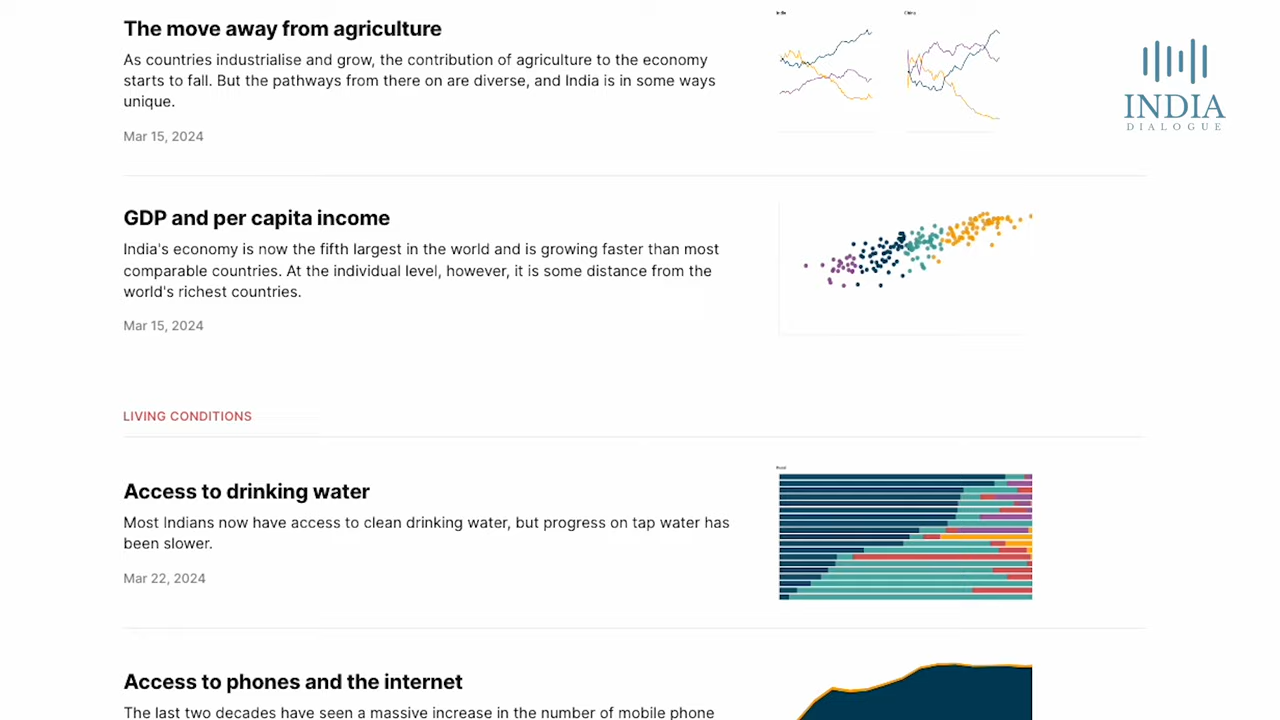 The move away from agriculture
As countries industrialise and grow, the contribution of agriculture to the economy
starts to fall. But the pathways from there on are diverse, and India is in some ways
unique.
Mar 15, 2024
India
China
INDIA
DIALOGUE
GDP and per capita income
India's economy is now the fifth largest in the world and is growing faster than most
comparable countries. At the individual level, however, it is some distance from the
world's richest countries.
Mar 15, 2024
LIVING CONDITIONS
Access to drinking water
Most Indians now have access to clean drinking water, but progress on tap water has
been slower.
Mar 22, 2024
Access to phones and the internet
The last two decades have seen a massive increase in the number of mobile phone